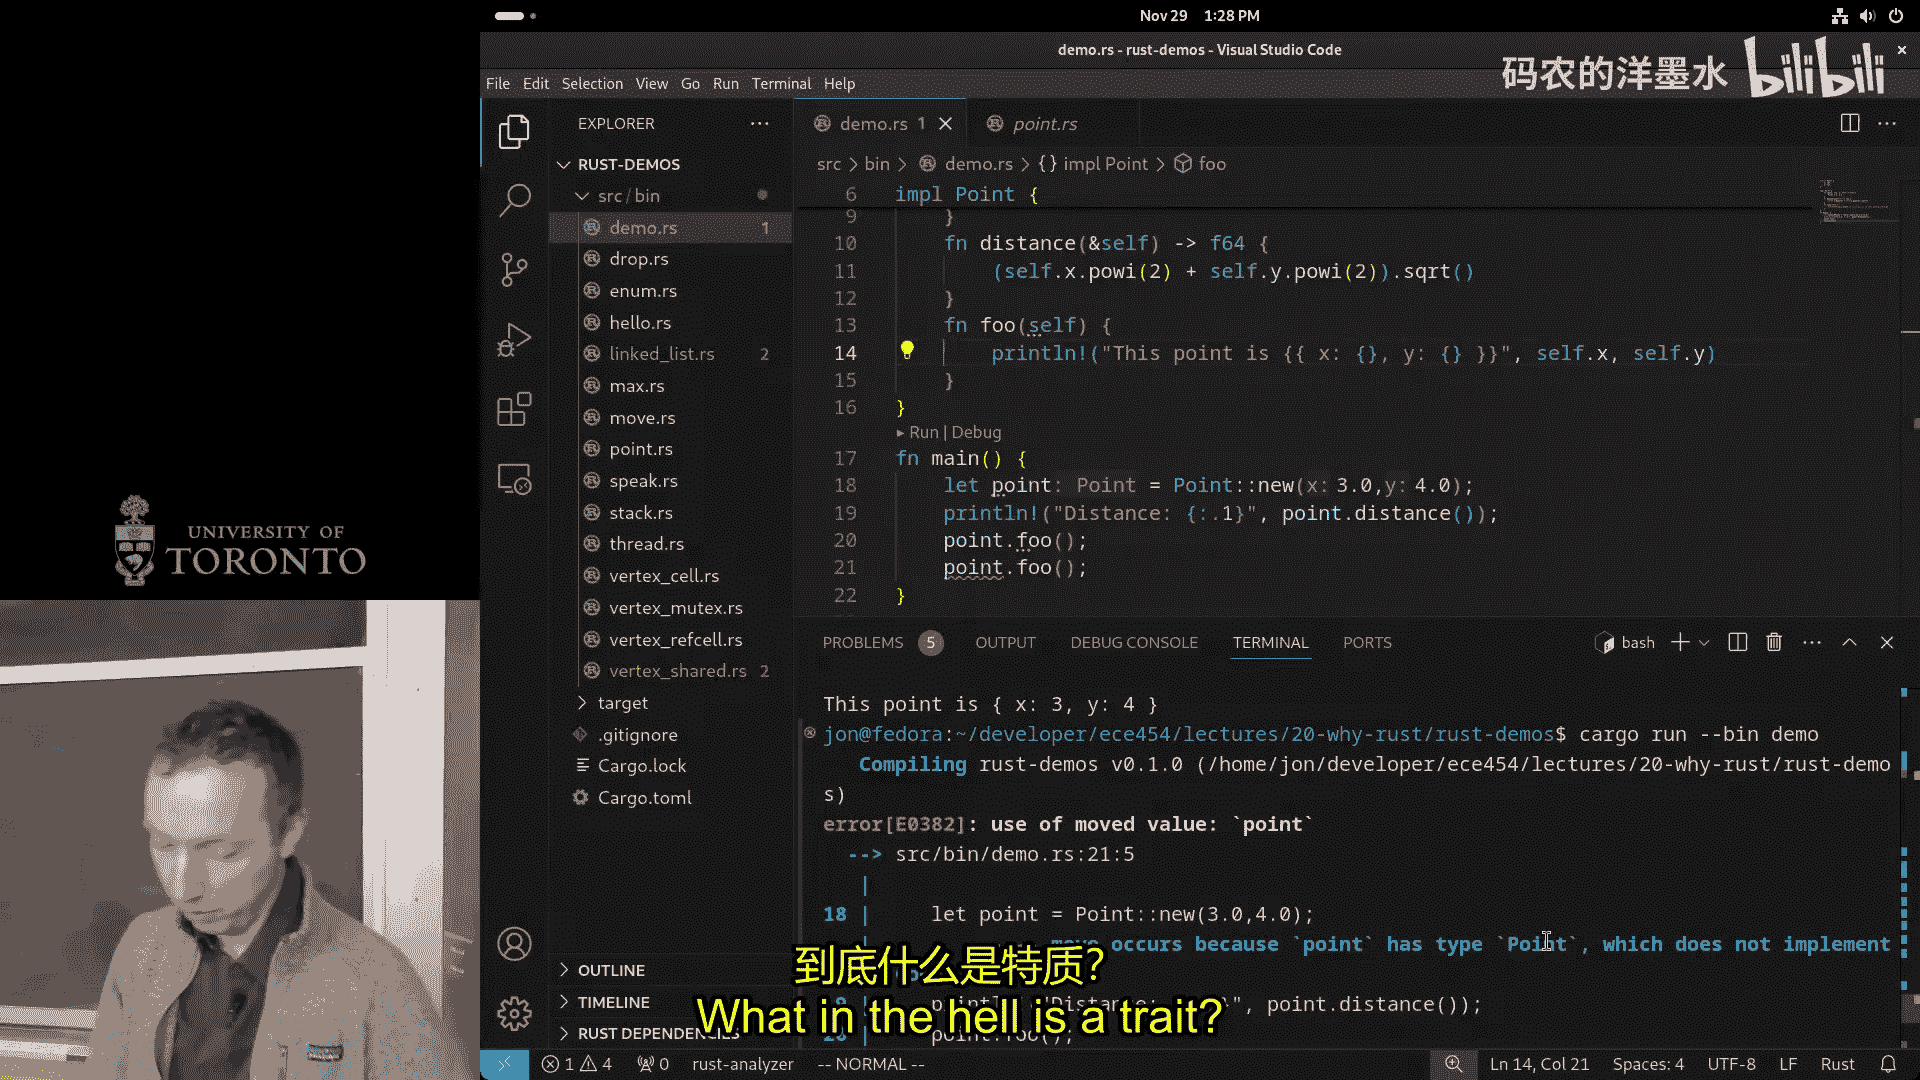 Nov 29 1:28 PM
demo.rs - rust-demos - Visual Studio Code
码农的洋墨水 bilibili
File Edit Selection View Go Run Terminal Help
EXPLORER
demo.rs 1
point.rs
RUST-DEMOS
src > bin > demo.rs > {} impl Point > foo
src / bin
demo.rs 1
drop.rs
enum.rs
hello.rs
linked_list.rs 2
max.rs
move.rs
point.rs
speak.rs
stack.rs
thread.rs
vertex_cell.rs
vertex_mutex.rs
vertex_refcell.rs
vertex_shared.rs 2
target
.gitignore
Cargo.lock
Cargo.toml
OUTLINE
TIMELINE
RUST DEPENDENCIES
6 impl Point {
9 }
10 fn distance(&self) -> f64 {
11 (self.x.powi(2) + self.y.powi(2)).sqrt()
12 }
13 fn foo(self) {
14 println!("This point is {{ x: {}, y: {} }}", self.x, self.y)
15 }
16 }
Run | Debug
17 fn main() {
18 let point: Point = Point::new(x: 3.0,y: 4.0);
19 println!("Distance: {:.1}", point.distance());
20 point.foo();
21 point.foo();
22 }
PROBLEMS 5 OUTPUT DEBUG CONSOLE TERMINAL PORTS
bash
This point is { x: 3, y: 4 }
jon@fedora:~/developer/ece454/lectures/20-why-rust/rust-demos$ cargo run --bin demo
Compiling rust-demos v0.1.0 (/home/jon/developer/ece454/lectures/20-why-rust/rust-demo
s)
error[E0382]: use of moved value: `point`
--> src/bin/demo.rs:21:5
|
18 | let point = Point::new(3.0,4.0);
move occurs because `point` has type `Point`, which does not implement
", point.distance());
point.foo();
到底什么是特质?
What in the hell is a trait?
UNIVERSITY OF
TORONTO
1 4 0 rust-analyzer -- NORMAL -- Ln 14, Col 21 Spaces: 4 UTF-8 LF Rust